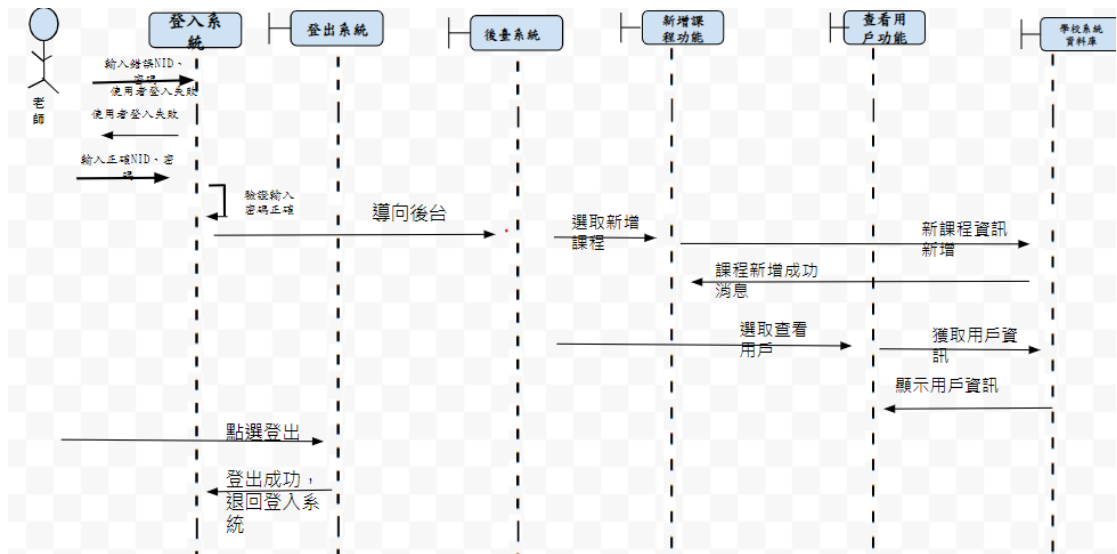 登入系
統
登出系統
後臺系統
新增課
程功能
查看用
戶功能
學校系統
資料庫
老
師
輸入錯誤NID、
密碼
使用者登入失敗
使用者登入失敗
輸入正確NID、密
碼
驗證輸入
密碼正確
導向後台
選取新增
課程
新課程資訊
新增
課程新增成功
消息
選取查看
用戶
獲取用戶資
訊
顯示用戶資訊
點選登出
登出成功，
退回登入系
統